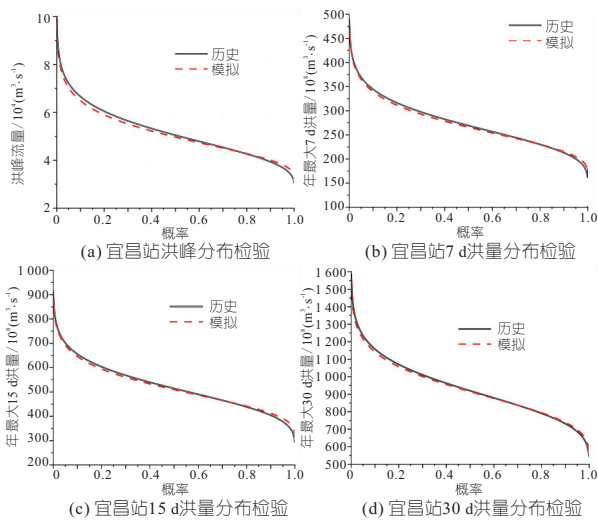 10
8
6
4
2
洪峰流量/10⁴(m³·s⁻¹)
历史
模拟
0 0.2 0.4 0.6 0.8 1.0
概率
(a) 宜昌站洪峰分布检验
500
450
400
350
300
250
200
150
100
年最大7 d洪量/10⁸(m³·s⁻¹)
历史
模拟
0 0.2 0.4 0.6 0.8 1.0
概率
(b) 宜昌站7 d洪量分布检验
1 000
900
800
700
600
500
400
300
200
年最大15 d洪量/10⁸(m³·s⁻¹)
历史
模拟
0 0.2 0.4 0.6 0.8 1.0
概率
(c) 宜昌站15 d洪量分布检验
1 600
1 500
1 400
1 300
1 200
1 100
1 000
900
800
700
600
500
年最大30 d洪量/10⁸(m³·s⁻¹)
历史
模拟
0 0.2 0.4 0.6 0.8 1.0
概率
(d) 宜昌站30 d洪量分布检验